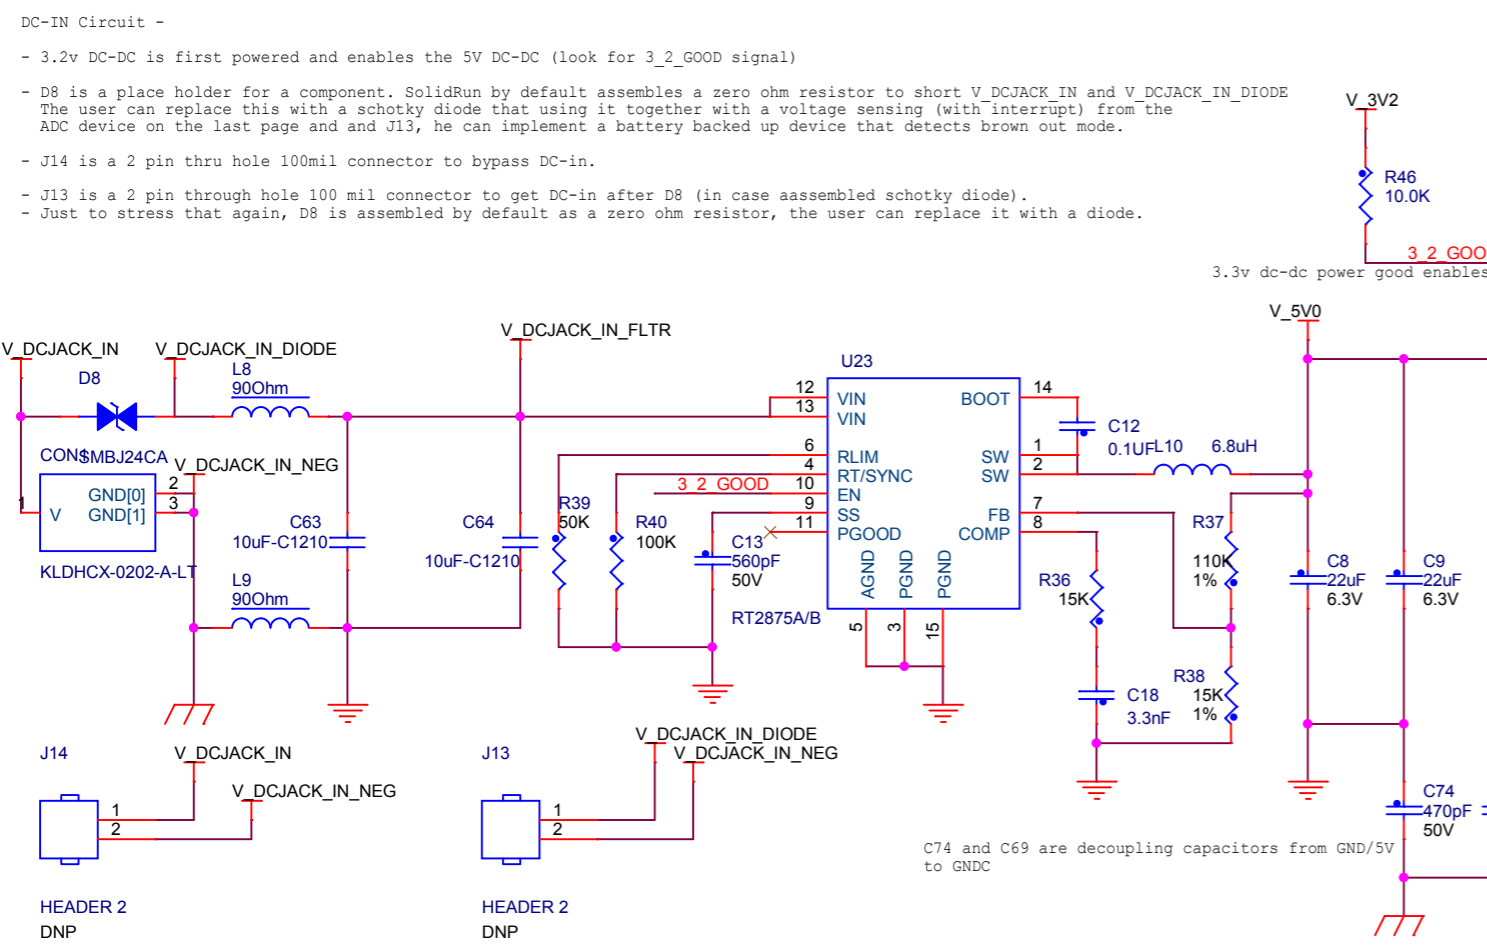 DC-IN Circuit -
- 3.2v DC-DC is first powered and enables the 5V DC-DC (look for 3_2_GOOD signal)
- D8 is a place holder for a component. SolidRun by default assembles a zero ohm resistor to short V_DCJACK_IN and V_DCJACK_IN_DIODE
The user can replace this with a schotky diode that using it together with a voltage sensing (with interrupt) from the
ADC device on the last page and and J13, he can implement a battery backed up device that detects brown out mode.
- J14 is a 2 pin thru hole 100mil connector to bypass DC-in.
- J13 is a 2 pin through hole 100 mil connector to get DC-in after D8 (in case aassembled schotky diode).
- Just to stress that again, D8 is assembled by default as a zero ohm resistor, the user can replace it with a diode.
V_3V2
R46
10.0K
3_2_GOO
3.3v dc-dc power good enables
V_5V0
V_DCJACK_IN_FLTR
V_DCJACK_IN
V_DCJACK_IN_DIODE
D8
L8
90Ohm
SMBJ24CA
V_DCJACK_IN_NEG
1
V
GND[0]
GND[1]
2
3
KLDHCX-0202-A-LT
L9
90Ohm
C63
10uF-C1210
C64
10uF-C1210
R39
50K
R40
100K
3_2_GOOD
C13
560pF
50V
U23
12
13
6
4
10
9
11
VIN
VIN
RLIM
RT/SYNC
EN
SS
PGOOD
BOOT
SW
SW
FB
COMP
AGND
PGND
PGND
14
1
2
7
8
5
3
15
RT2875A/B
C12
0.1UF
L10
6.8uH
R36
15K
C18
3.3nF
R37
110K
1%
R38
15K
1%
C8
22uF
6.3V
C9
22uF
6.3V
C74
470pF
50V
C74 and C69 are decoupling capacitors from GND/5V
to GNDC
J14
V_DCJACK_IN
V_DCJACK_IN_NEG
1
2
HEADER 2
DNP
J13
V_DCJACK_IN_DIODE
V_DCJACK_IN_NEG
1
2
HEADER 2
DNP